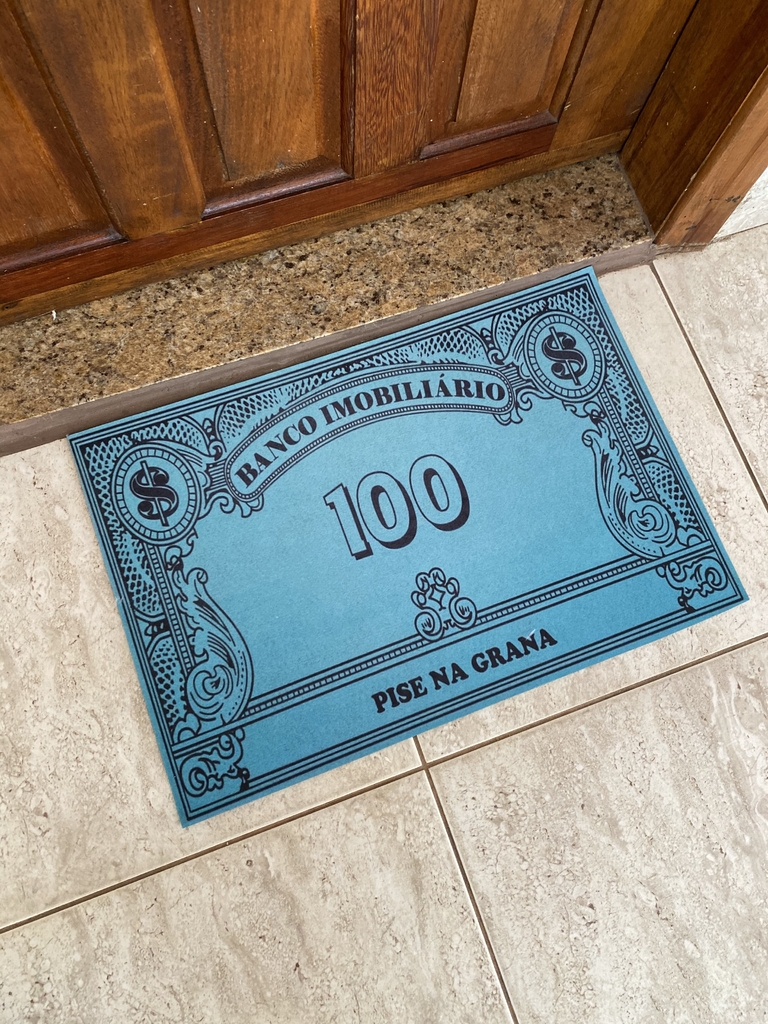 BANCO IMOBILIÁRIO
$ $
100
PISE NA GRANA